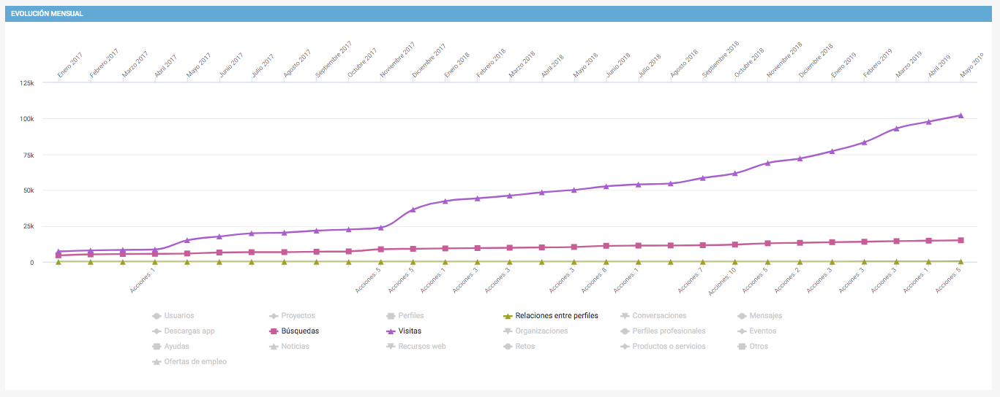 EVOLUCIÓN MENSUAL
Enero 2017
Febrero 2017
Marzo 2017
Abril 2017
Mayo 2017
Junio 2017
Julio 2017
Agosto 2017
Septiembre 2017
Octubre 2017
Noviembre 2017
Diciembre 2017
Enero 2018
Febrero 2018
Marzo 2018
Abril 2018
Mayo 2018
Junio 2018
Julio 2018
Agosto 2018
Septiembre 2018
Octubre 2018
Noviembre 2018
Diciembre 2018
Enero 2019
Febrero 2019
Marzo 2019
Abril 2019
Mayo 2019
125k
100k
75k
50k
25k
0
Acciones: 1
Acciones: 5
Acciones: 5
Acciones: 1
Acciones: 3
Acciones: 3
Acciones: 3
Acciones: 8
Acciones: 1
Acciones: 7
Acciones: 10
Acciones: 5
Acciones: 2
Acciones: 3
Acciones: 3
Acciones: 3
Acciones: 1
Acciones: 5
Usuarios Proyectos Perfiles Relaciones entre perfiles Conversaciones Mensajes
Descargas app Búsquedas Visitas Organizaciones Perfiles profesionales Eventos
Ayudas Noticias Recursos web Retos Productos o servicios Otros
Ofertas de empleo